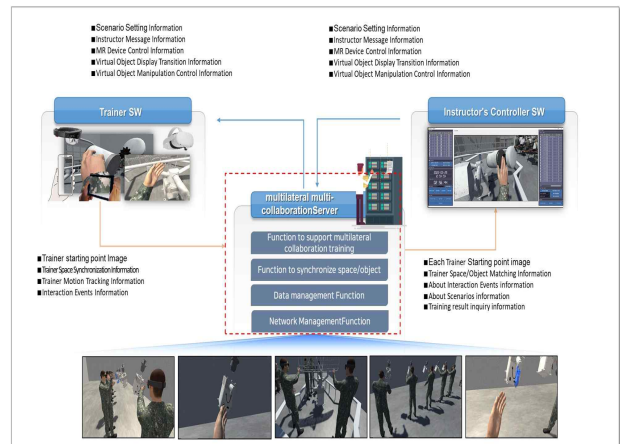 ■Scenario Setting Information
■Instructor Message Information
■MR Device Control Information
■Virtual Object Display Transition Information
■Virtual Object Manipulation Control Information
■Scenario Setting Information
■Instructor Message Information
■MR Device Control Information
■Virtual Object Display Transition Information
■Virtual Object Manipulation Control Information
Trainer SW
Instructor's Controller SW
multilateral multi-
collaborationServer
Function to support multilateral
collaboration training
Function to synchronize space/object
Data management Function
Network ManagementFunction
■Trainer starting point Image
■Trainer Space Synchronization Information
■Trainer Motion Tracking Information
■Interaction Events Information
■Each Trainer Starting point image
■Trainer Space/Object Matching Information
■About Interaction Events information
■About Scenarios information
■Training result inquiry information